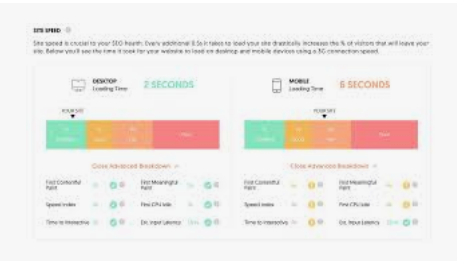 SITE SPEED
Site speed is crucial to your SEO health. Every additional 0.5s it takes to load your site drastically increases the % of visitors that will leave your
site. Below you'll see the time it took for your website to load on desktop and mobile devices using a 5G connection speed.
DESKTOP
Loading Time
2 SECONDS
YOUR SITE
Close Advanced Breakdown
First Contentful Paint
First Meaningful Paint
Speed Index
First CPU Idle
Time to Interactive
Est. Input Latency
MOBILE
Loading Time
6 SECONDS
YOUR SITE
Close Advanced Breakdown
First Contentful Paint
First Meaningful Paint
Speed Index
First CPU Idle
Time to Interactive
Est. Input Latency